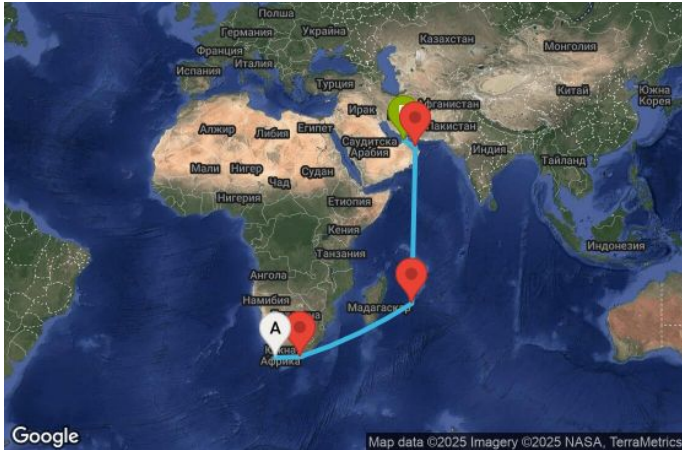 Полша
Германия
Украйна
Казахстан
Франция
Монголия
Италия
Испания
Турция
Китай
Южна
Корея
Ирак
Афганистан
Пакистан
Алжир
Либия
Египет
Саудитска
Арабия
Индия
Тайланд
Мали
Нигер
Судан
Чад
Нигерия
Етиопия
Кения
Индонезия
Танзания
Ангола
Намибия
Мадагаскар
A
Африка
Google
Map data ©2025 Imagery ©2025 NASA, TerraMetrics